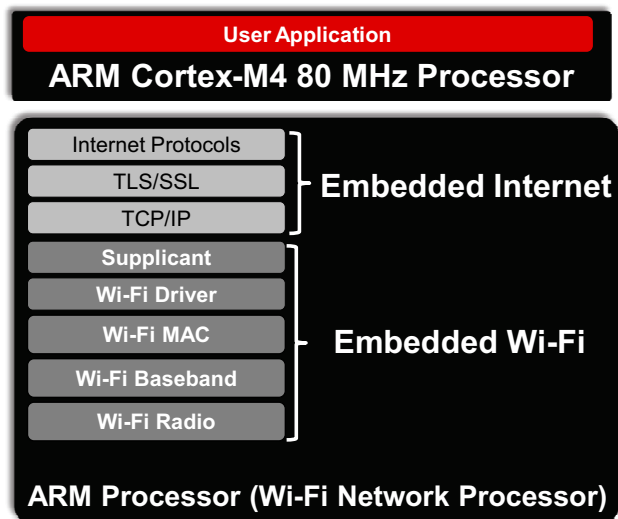 User Application
ARM Cortex-M4 80 MHz Processor
Internet Protocols
TLS/SSL
TCP/IP
Embedded Internet
Supplicant
Wi-Fi Driver
Wi-Fi MAC
Wi-Fi Baseband
Wi-Fi Radio
Embedded Wi-Fi
ARM Processor (Wi-Fi Network Processor)